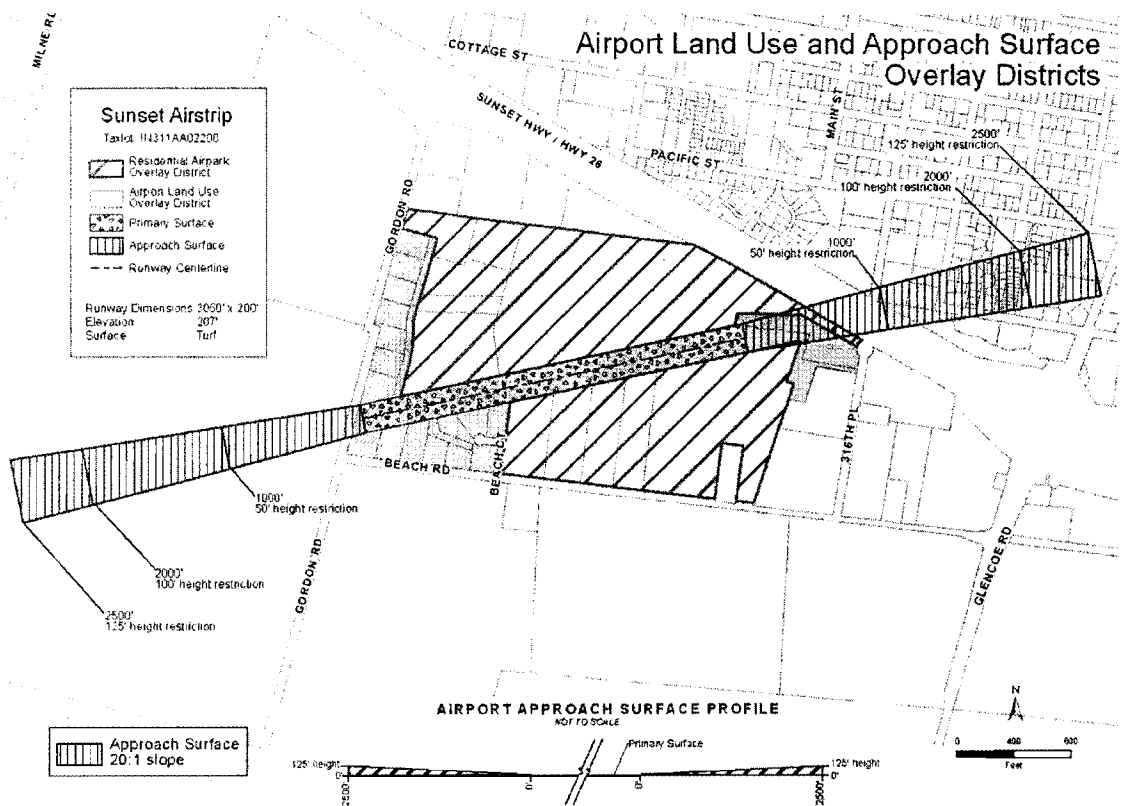 Airport Land Use and Approach Surface
Overlay Districts
MILNE RD
COTTAGE ST
SUNSET HWY / HWY 26
PACIFIC ST
MAIN ST
2500'
125' height restriction
2000'
100' height restriction
1000'
50' height restriction
Sunset Airstrip
Taxlot
Residential Airpark
Overlay District
Airport Land Use
Overlay District
Primary Surface
Approach Surface
Runway Centerline
Runway Dimensions 3060' x 200'
Elevation 207'
Surface Turf
GORDON RD
BEACH RD
BEACH CT
316TH PL
GLENCOE RD
GORDON RD
1000'
50' height restriction
2000'
100' height restriction
2500'
125' height restriction
AIRPORT APPROACH SURFACE PROFILE
NOT TO SCALE
Primary Surface
125' height
0'
2500'
0'
0'
125' height
0'
2500'
Approach Surface
20:1 slope
N
0 400 800
Feet